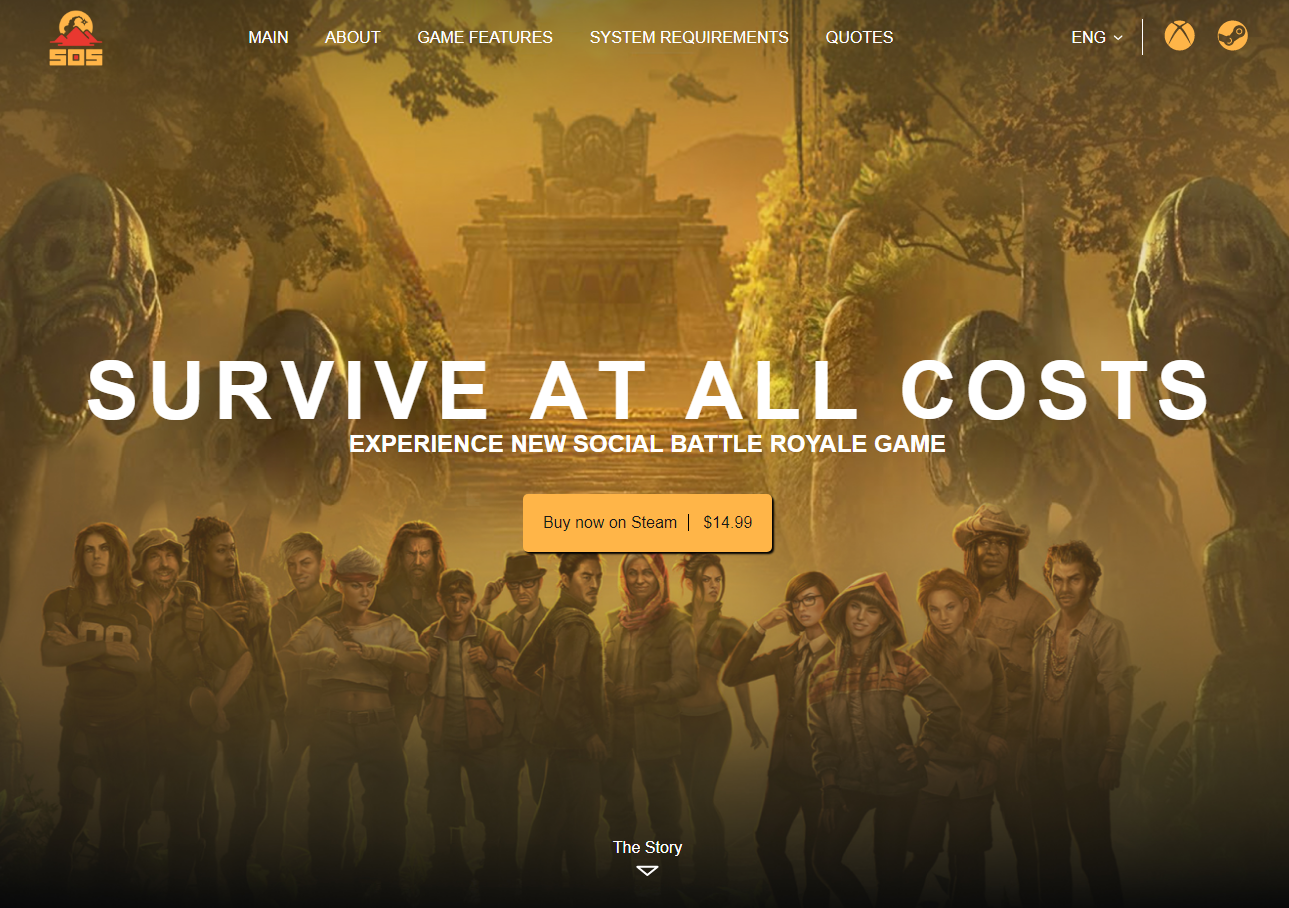 SOS
MAIN ABOUT GAME FEATURES SYSTEM REQUIREMENTS QUOTES ENG
SURVIVE AT ALL COSTS
EXPERIENCE NEW SOCIAL BATTLE ROYALE GAME
Buy now on Steam | $14.99
The Story